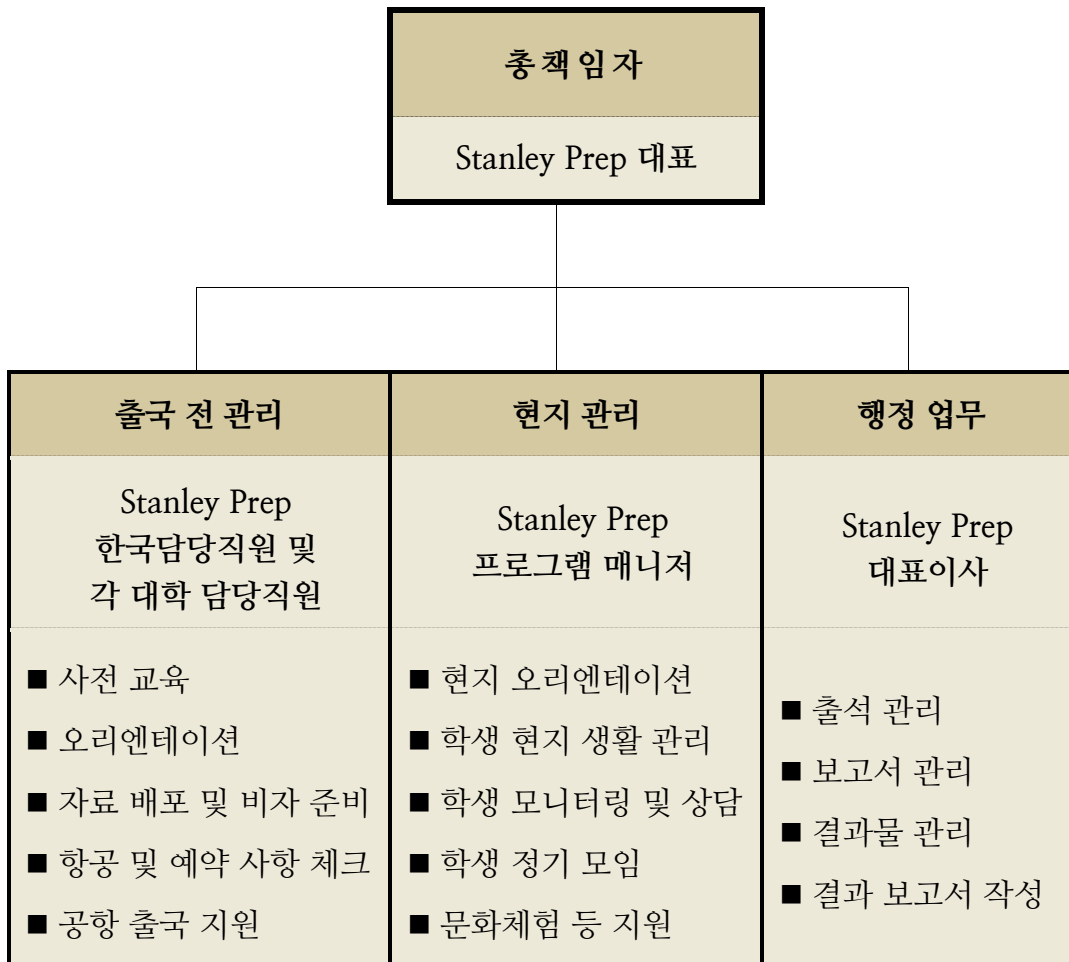 총책임자
Stanley Prep 대표
출국 전 관리
Stanley Prep
한국담당직원 및
각 대학 담당직원
■ 사전 교육
■ 오리엔테이션
■ 자료 배포 및 비자 준비
■ 항공 및 예약 사항 체크
■ 공항 출국 지원
현지 관리
Stanley Prep
프로그램 매니저
■ 현지 오리엔테이션
■ 학생 현지 생활 관리
■ 학생 모니터링 및 상담
■ 학생 정기 모임
■ 문화체험 등 지원
행정 업무
Stanley Prep
대표이사
■ 출석 관리
■ 보고서 관리
■ 결과물 관리
■ 결과 보고서 작성